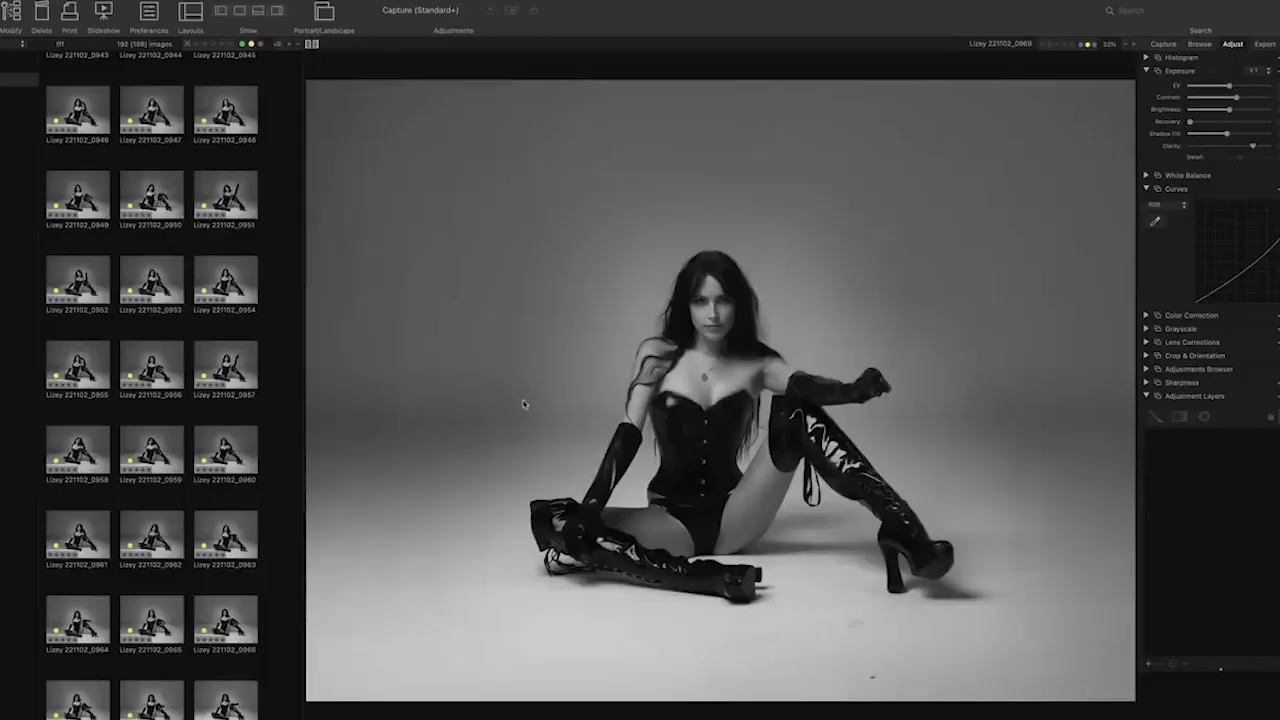 Capture (Standard+)
Search
Modify Delete Print Slideshow Preferences Layouts Show Portrait/Landscape Adjustments Search
fff 192 (198) images
Lizey 221102_0969 33%
Capture Browse Adjust Export
Lizey 221102_0943 Lizey 221102_0944 Lizey 221102_0945
Lizey 221102_0946 Lizey 221102_0947 Lizey 221102_0948
Lizey 221102_0949 Lizey 221102_0950 Lizey 221102_0951
Lizey 221102_0952 Lizey 221102_0953 Lizey 221102_0954
Lizey 221102_0955 Lizey 221102_0956 Lizey 221102_0957
Lizey 221102_0958 Lizey 221102_0959 Lizey 221102_0960
Lizey 221102_0961 Lizey 221102_0962 Lizey 221102_0963
Lizey 221102_0964 Lizey 221102_0965 Lizey 221102_0966
Histogram
Exposure V1
EV
Contrast:
Brightness:
Recovery:
Shadow Fill:
Clarity:
Detail
White Balance
Curves
RGB
Color Correction
Grayscale
Lens Corrections
Crop & Orientation
Adjustments Browser
Sharpness
Adjustment Layers